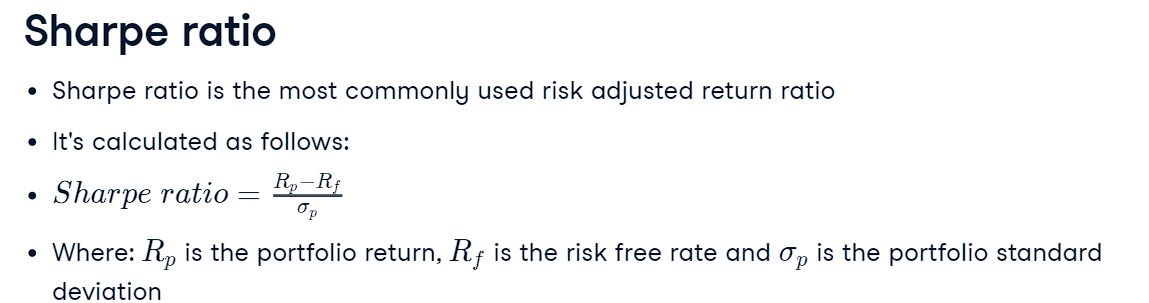 Sharpe ratio
• Sharpe ratio is the most commonly used risk adjusted return ratio
• It's calculated as follows:
• $Sharpe\ ratio = \frac{R_p - R_f}{\sigma_p}$
• Where: $R_p$ is the portfolio return, $R_f$ is the risk free rate and $\sigma_p$ is the portfolio standard
deviation